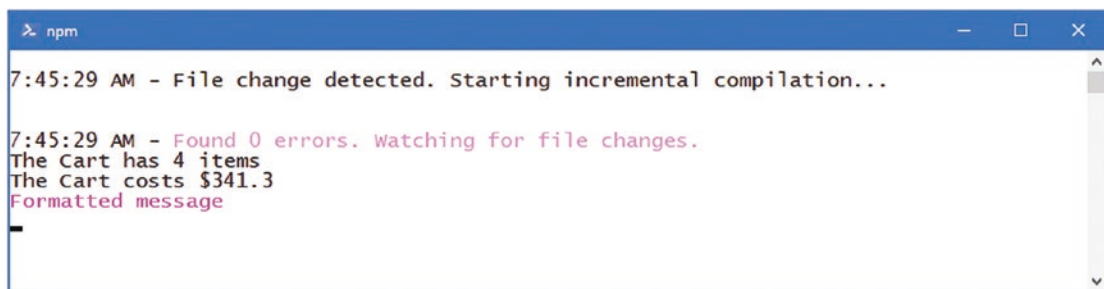 npm
7:45:29 AM - File change detected. Starting incremental compilation...
7:45:29 AM - Found 0 errors. Watching for file changes.
The Cart has 4 items
The Cart costs $341.3
Formatted message